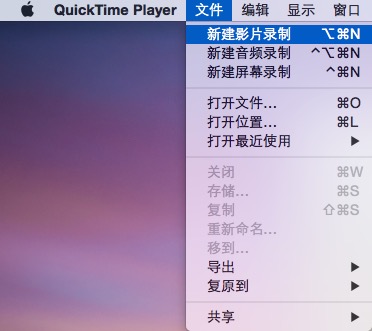 QuickTime Player 文件 编辑 显示 窗口
新建影片录制 ⌥⌘N
新建音频录制 ^⌥⌘N
新建屏幕录制 ^⌘N
打开文件... ⌘O
打开位置... ⌘L
打开最近使用 ▶
关闭 ⌘W
存储... ⌘S
复制 ⇧⌘S
重新命名...
移到...
导出 ▶
复原到 ▶
共享 ▶